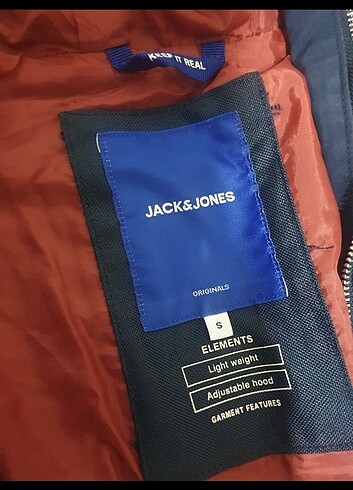 KEEP IT REAL
JACK&JONES
ORIGINALS
S
ELEMENTS
Light weight
Adjustable hood
GARMENT FEATURES